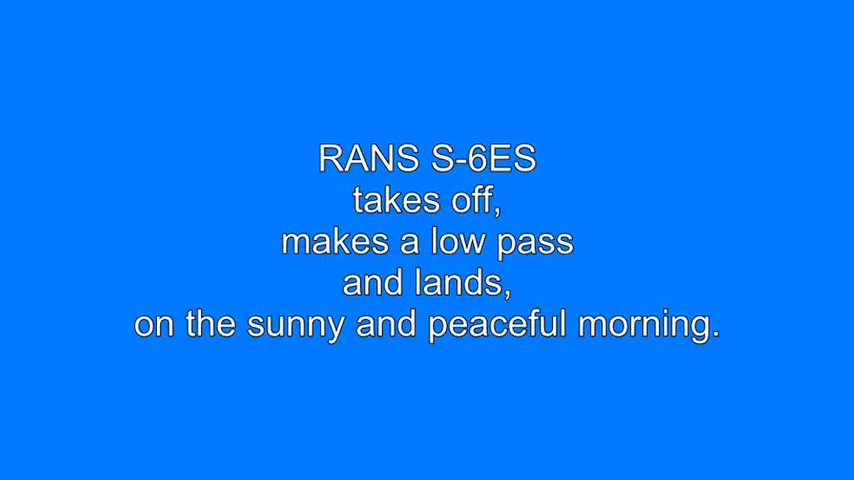 RANS S-6ES
takes off,
makes a low pass
and lands,
on the sunny and peaceful morning.